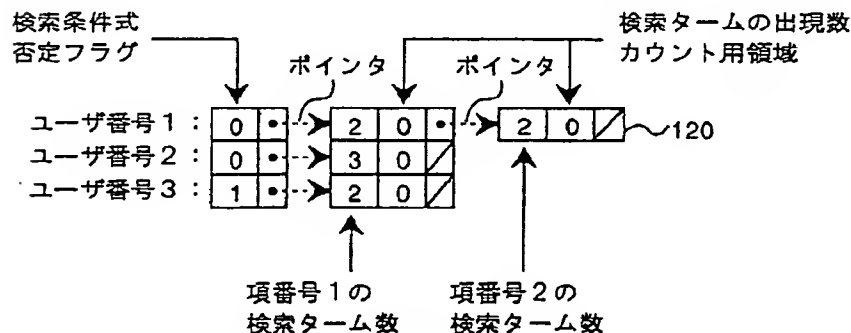 検索条件式
否定フラグ
検索タームの出現数
カウント用領域
ポインタ
ポインタ
ユーザ番号1: 0 2 0 2 0 120
ユーザ番号2: 0 3 0
ユーザ番号3: 1 2 0
項番号1の
検索ターム数
項番号2の
検索ターム数